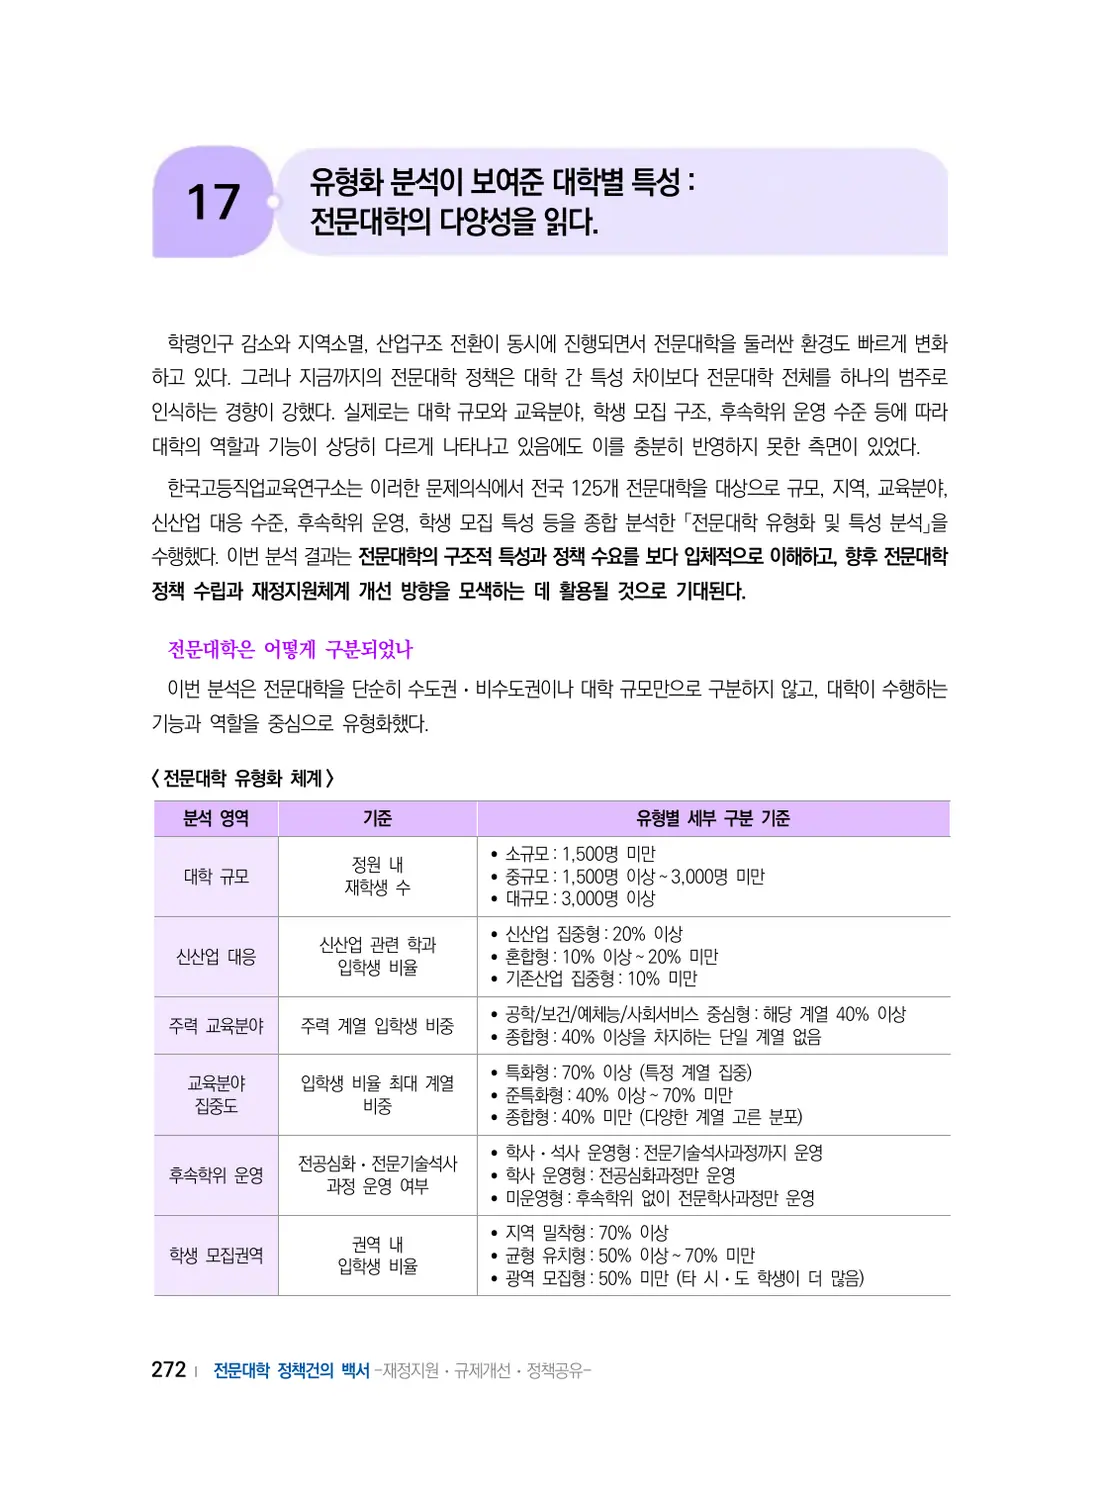 17
유형화 분석이 보여준 대학별 특성 :
전문대학의 다양성을 읽다.
학령인구 감소와 지역소멸, 산업구조 전환이 동시에 진행되면서 전문대학을 둘러싼 환경도 빠르게 변화
하고 있다. 그러나 지금까지의 전문대학 정책은 대학 간 특성 차이보다 전문대학 전체를 하나의 범주로
인식하는 경향이 강했다. 실제로는 대학 규모와 교육분야, 학생 모집 구조, 후속학위 운영 수준 등에 따라
대학의 역할과 기능이 상당히 다르게 나타나고 있음에도 이를 충분히 반영하지 못한 측면이 있었다.
한국고등직업교육연구소는 이러한 문제의식에서 전국 125개 전문대학을 대상으로 규모, 지역, 교육분야,
신산업 대응 수준, 후속학위 운영, 학생 모집 특성 등을 종합 분석한 「전문대학 유형화 및 특성 분석」을
수행했다. 이번 분석 결과는 전문대학의 구조적 특성과 정책 수요를 보다 입체적으로 이해하고, 향후 전문대학
정책 수립과 재정지원체계 개선 방향을 모색하는 데 활용될 것으로 기대된다.
전문대학은 어떻게 구분되었나
이번 분석은 전문대학을 단순히 수도권·비수도권이나 대학 규모만으로 구분하지 않고, 대학이 수행하는
기능과 역할을 중심으로 유형화했다.
< 전문대학 유형화 체계 >
분석 영역 기준 유형별 세부 구분 기준
대학 규모
정원 내
재학생 수
• 소규모 : 1,500명 미만
• 중규모 : 1,500명 이상 ~ 3,000명 미만
• 대규모 : 3,000명 이상
신산업 대응
신산업 관련 학과
입학생 비율
• 신산업 집중형 : 20% 이상
• 혼합형 : 10% 이상 ~ 20% 미만
• 기존산업 집중형 : 10% 미만
주력 교육분야
주력 계열 입학생 비중
• 공학/보건/예체능/사회서비스 중심형 : 해당 계열 40% 이상
• 종합형 : 40% 이상을 차지하는 단일 계열 없음
교육분야
집중도
입학생 비율 최대 계열
비중
• 특화형 : 70% 이상 (특정 계열 집중)
• 준특화형 : 40% 이상 ~ 70% 미만
• 종합형 : 40% 미만 (다양한 계열 고른 분포)
후속학위 운영
전공심화·전문기술석사
과정 운영 여부
• 학사·석사 운영형 : 전문기술석사과정까지 운영
• 학사 운영형 : 전공심화과정만 운영
• 미운영형 : 후속학위 없이 전문학사과정만 운영
학생 모집권역
권역 내
입학생 비율
• 지역 밀착형 : 70% 이상
• 균형 유치형 : 50% 이상 ~ 70% 미만
• 광역 모집형 : 50% 미만 (타 시·도 학생이 더 많음)
272 | 전문대학 정책건의 백서 -재정지원·규제개선·정책공유-